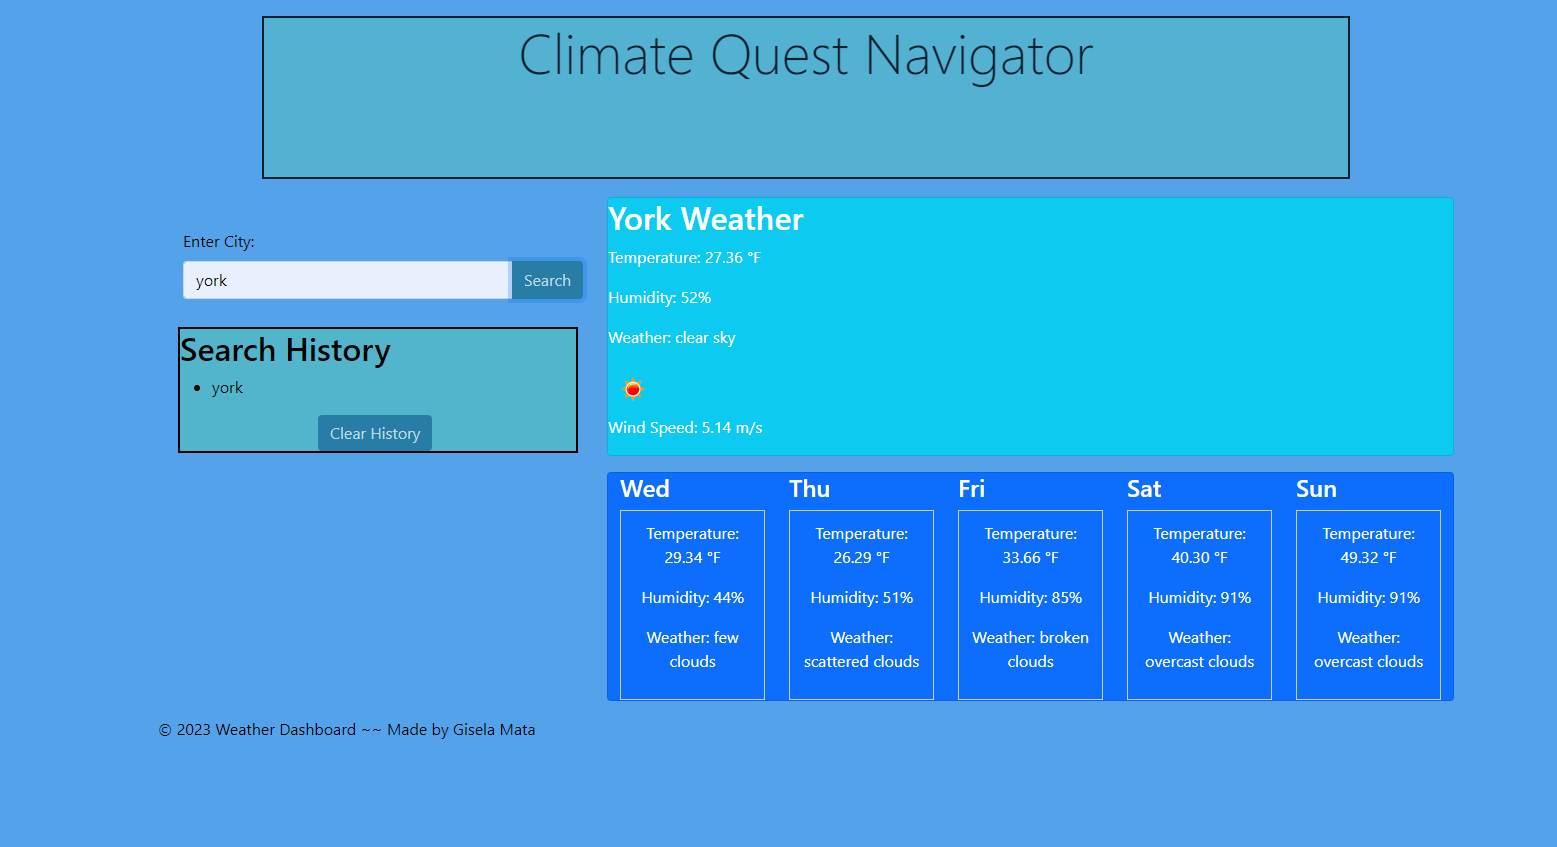 Climate Quest Navigator
Enter City:
york
Search
Search History
• york
Clear History
York Weather
Temperature: 27.36 °F
Humidity: 52%
Weather: clear sky
Wind Speed: 5.14 m/s
Wed
Temperature:
29.34 °F
Humidity: 44%
Weather: few
clouds
Thu
Temperature:
26.29 °F
Humidity: 51%
Weather:
scattered clouds
Fri
Temperature:
33.66 °F
Humidity: 85%
Weather: broken
clouds
Sat
Temperature:
40.30 °F
Humidity: 91%
Weather:
overcast clouds
Sun
Temperature:
49.32 °F
Humidity: 91%
Weather:
overcast clouds
© 2023 Weather Dashboard ~~ Made by Gisela Mata